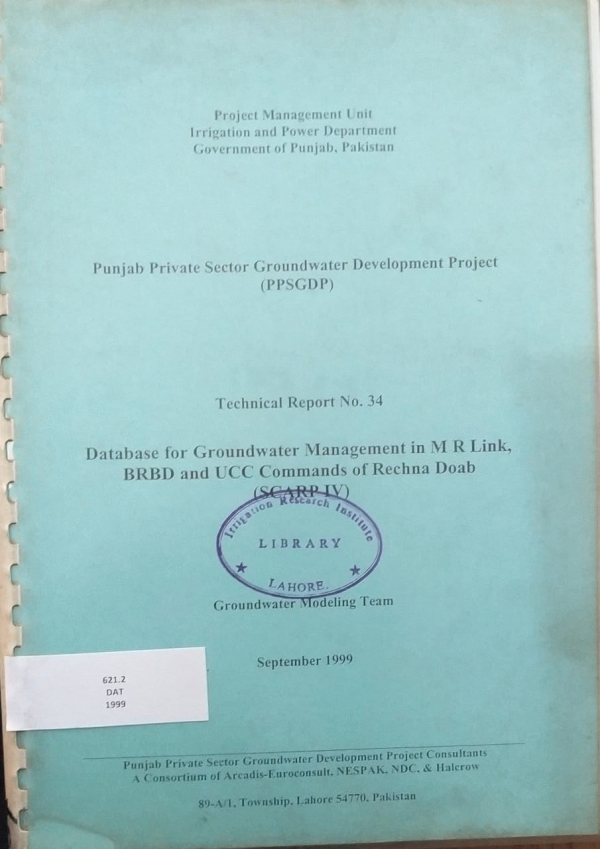 Project Management Unit
Irrigation and Power Department
Government of Punjab, Pakistan
Punjab Private Sector Groundwater Development Project
(PPSGDP)
Technical Report No. 34
Database for Groundwater Management in M R Link,
BRBD and UCC Commands of Rechna Doab
(SCARP IV)
Irrigation Research Institute
LIBRARY
LAHORE.
Groundwater Modeling Team
September 1999
621.2
DAT
1999
Punjab Private Sector Groundwater Development Project Consultants
A Consortium of Arcadis-Euroconsult, NESPAK, NDC, & Halcrow
89-A/1, Township, Lahore 54770, Pakistan